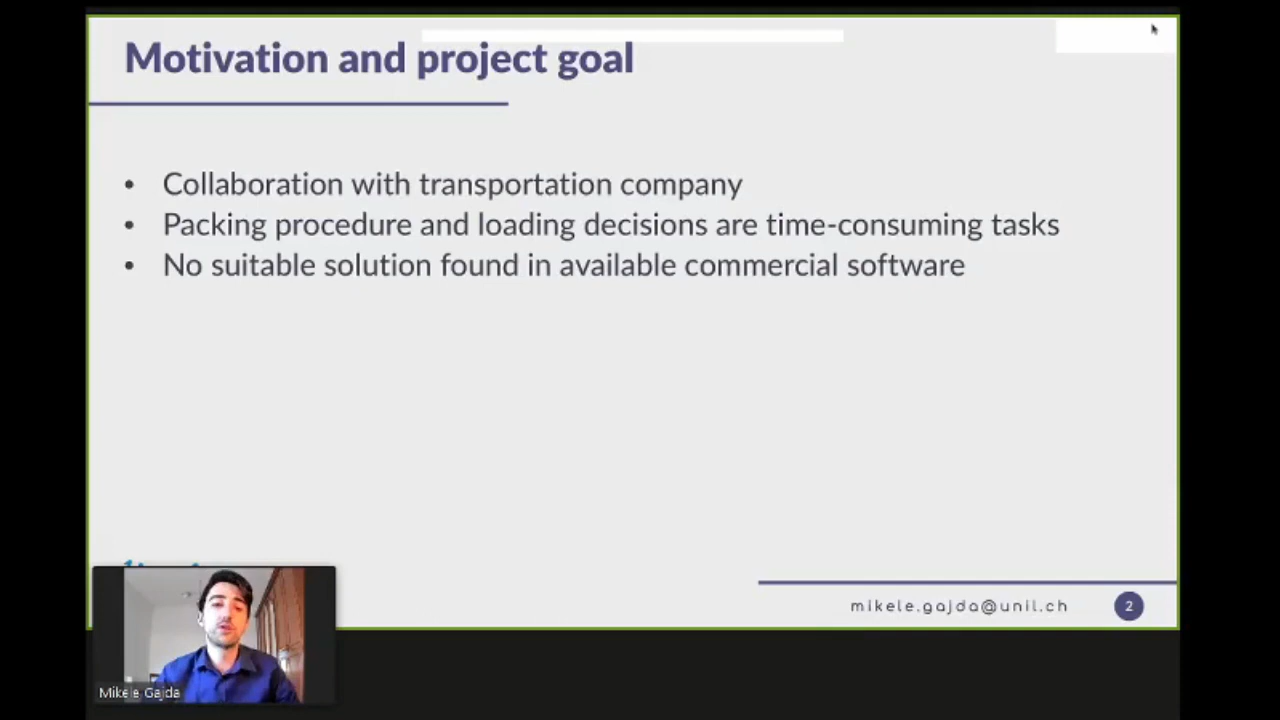 Motivation and project goal
• Collaboration with transportation company
• Packing procedure and loading decisions are time-consuming tasks
• No suitable solution found in available commercial software
mikele.gajda@unil.ch
2
Mikele Gajda